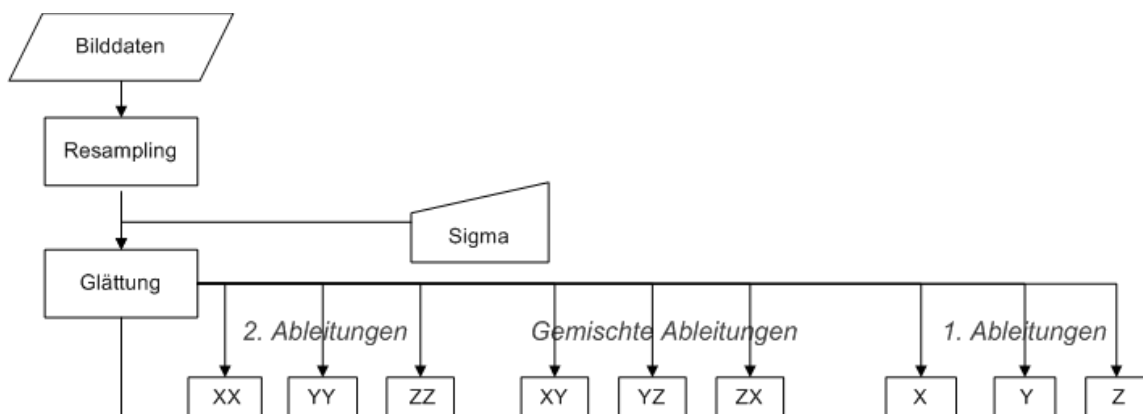 Bilddaten
Resampling
Sigma
Glättung
2. Ableitungen Gemischte Ableitungen 1. Ableitungen
XX YY ZZ XY YZ ZX X Y Z